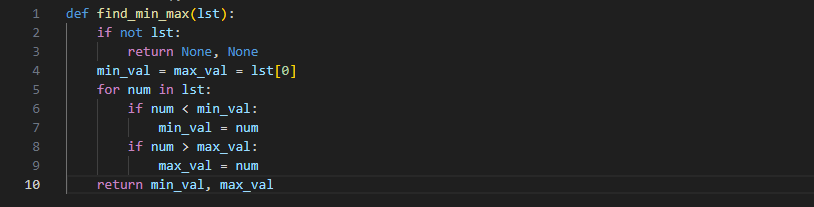 1 def find_min_max(lst):
2     if not lst:
3         return None, None
4     min_val = max_val = lst[0]
5     for num in lst:
6         if num < min_val:
7             min_val = num
8         if num > max_val:
9             max_val = num
10     return min_val, max_val